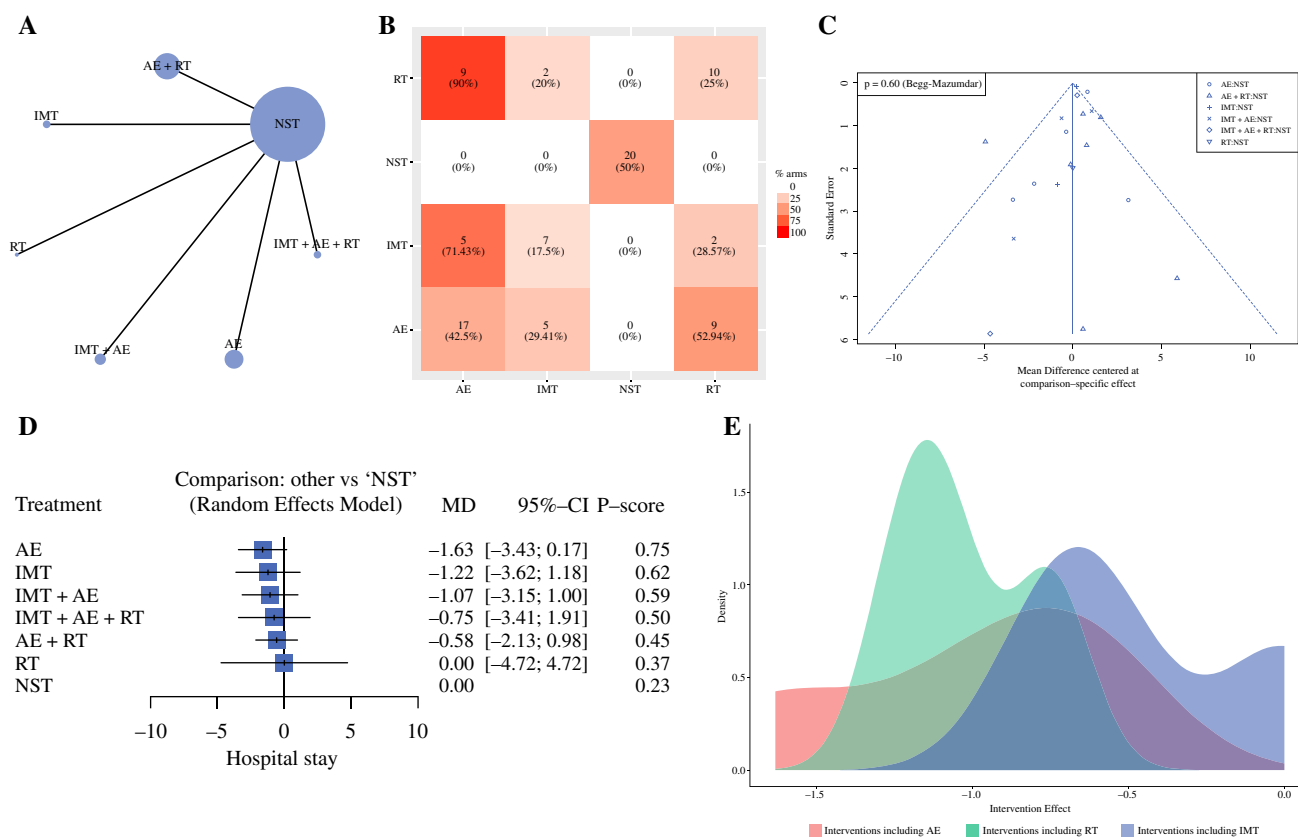 A
AE + RT
IMT
NST
RT
IMT + AE + RT
IMT + AE
AE
B
RT
9
(90%)
2
(20%)
0
(0%)
10
(25%)
NST
0
(0%)
0
(0%)
20
(50%)
0
(0%)
IMT
5
(71.43%)
7
(17.5%)
0
(0%)
2
(28.57%)
AE
17
(42.5%)
5
(29.41%)
0
(0%)
9
(52.94%)
AE IMT NST RT
% arms
0
25
50
75
100
C
p = 0.60 (Begg-Mazumdar)
AE:NST
AE + RT:NST
IMT:NST
IMT + AE:NST
IMT + AE + RT:NST
RT:NST
Standard Error
0
1
2
3
4
5
6
−10 −5 0 5 10
Mean Difference centered at
comparison–specific effect
D
Comparison: other vs ‘NST’
Treatment (Random Effects Model) MD 95%–CI P–score
AE −1.63 [–3.43; 0.17] 0.75
IMT −1.22 [–3.62; 1.18] 0.62
IMT + AE −1.07 [–3.15; 1.00] 0.59
IMT + AE + RT −0.75 [–3.41; 1.91] 0.50
AE + RT −0.58 [–2.13; 0.98] 0.45
RT 0.00 [–4.72; 4.72] 0.37
NST 0.00 0.23
−10 −5 0 5 10
Hospital stay
E
Density
1.5
1.0
0.5
0.0
−1.5 −1.0 −0.5 0.0
Intervention Effect
Interventions including AE Interventions including RT Interventions including IMT